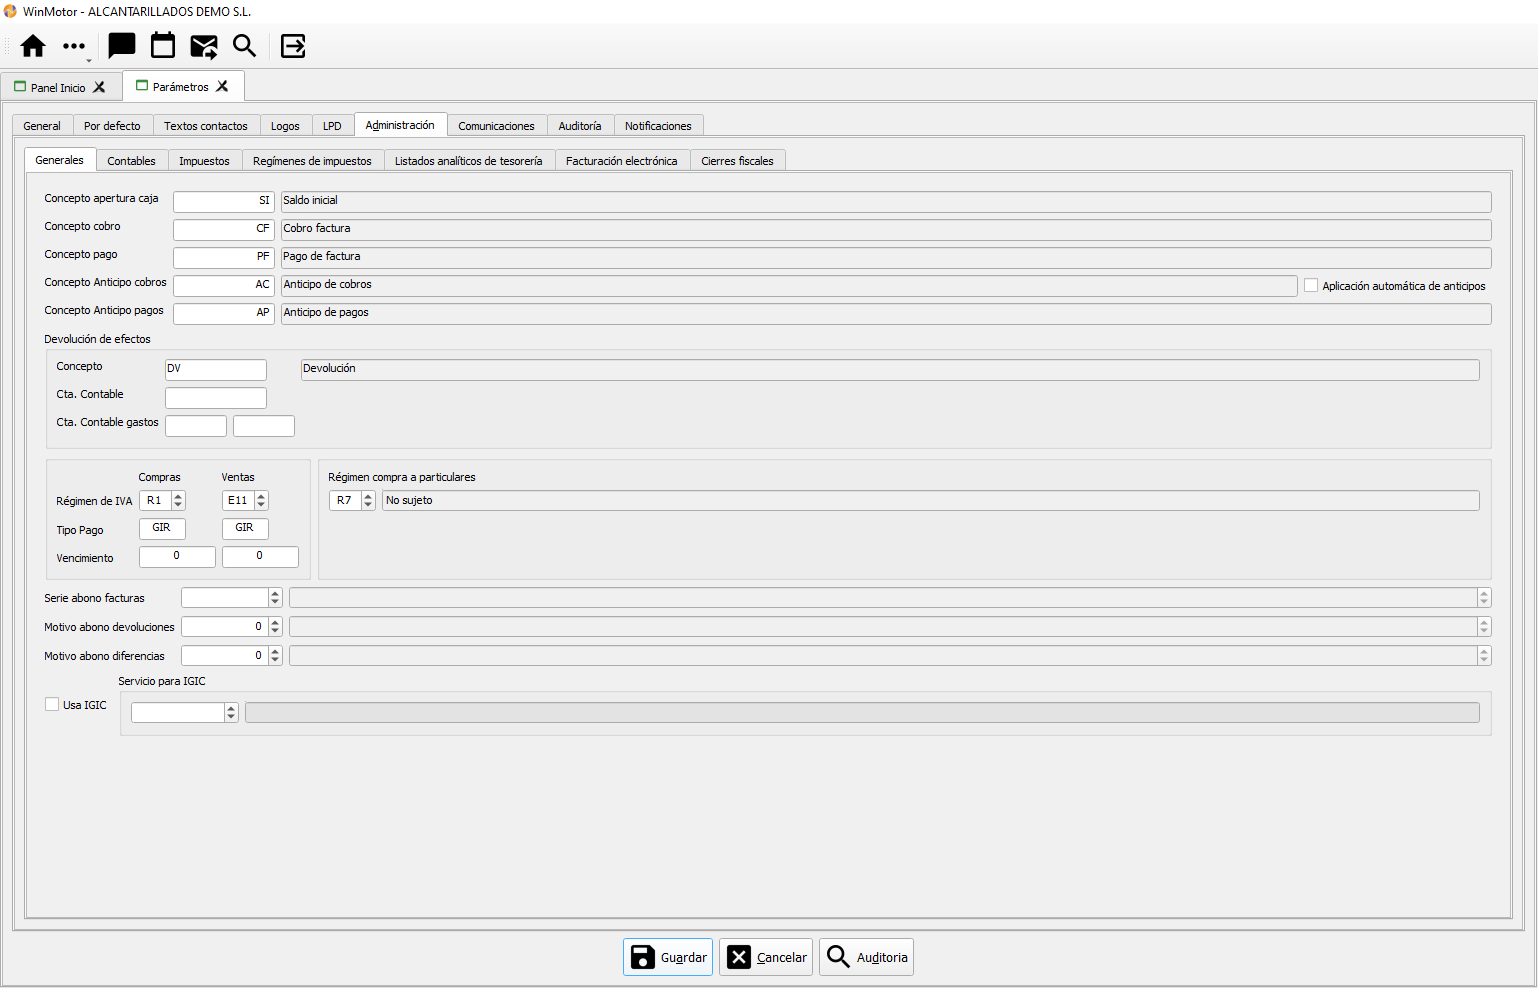 WinMotor - ALCANTARILLADOS DEMO S.L.
Panel Inicio Parámetros
General Por defecto Textos contactos Logos LPD Administración Comunicaciones Auditoría Notificaciones
Generales Contables Impuestos Regímenes de impuestos Listados analíticos de tesorería Facturación electrónica Cierres fiscales
Concepto apertura caja SI Saldo inicial
Concepto cobro CF Cobro factura
Concepto pago PF Pago de factura
Concepto Anticipo cobros AC Anticipo de cobros Aplicación automática de anticipos
Concepto Anticipo pagos AP Anticipo de pagos
Devolución de efectos
Concepto DV Devolución
Cta. Contable
Cta. Contable gastos
Compras Ventas Régimen compra a particulares
Régimen de IVA R1 E11 R7 No sujeto
Tipo Pago GIR GIR
Vencimiento 0 0
Serie abono facturas
Motivo abono devoluciones 0
Motivo abono diferencias 0
Servicio para IGIC
Usa IGIC
Guardar Cancelar Auditoria